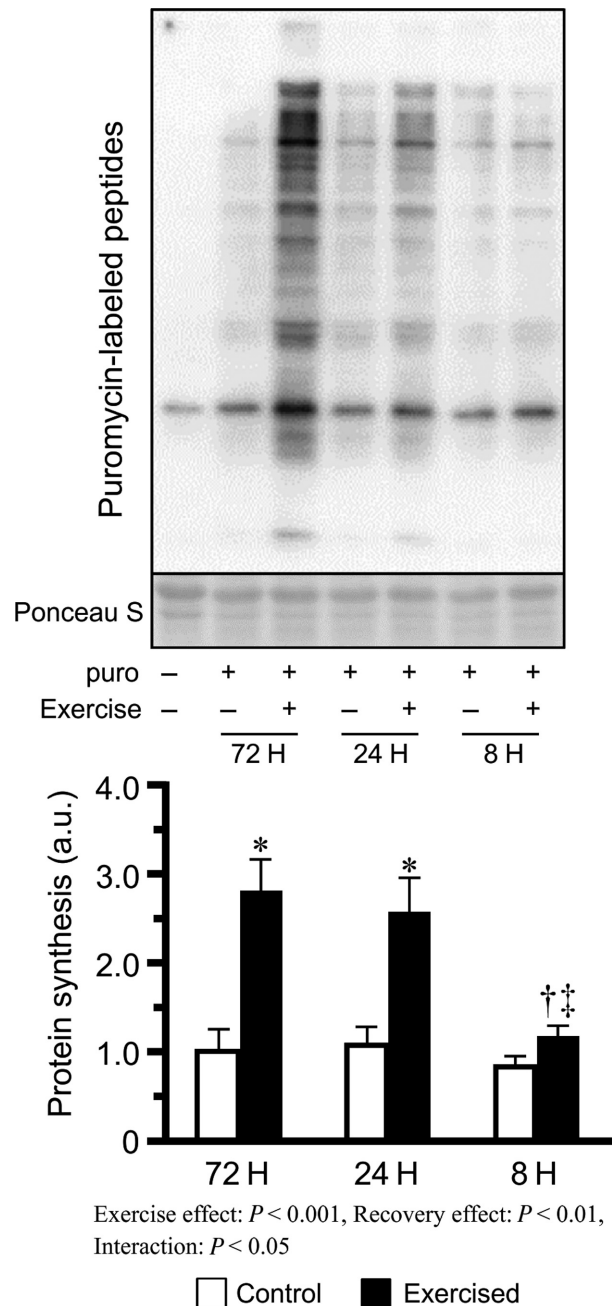 Puromycin-labeled peptides
Ponceau S
puro – + + + + + +
Exercise – – + – + – +
72 H 24 H 8 H
Protein synthesis (a.u.)
4.0
3.0
2.0
1.0
0
* * †‡
72 H 24 H 8 H
Exercise effect: P < 0.001, Recovery effect: P < 0.01,
Interaction: P < 0.05
Control Exercised